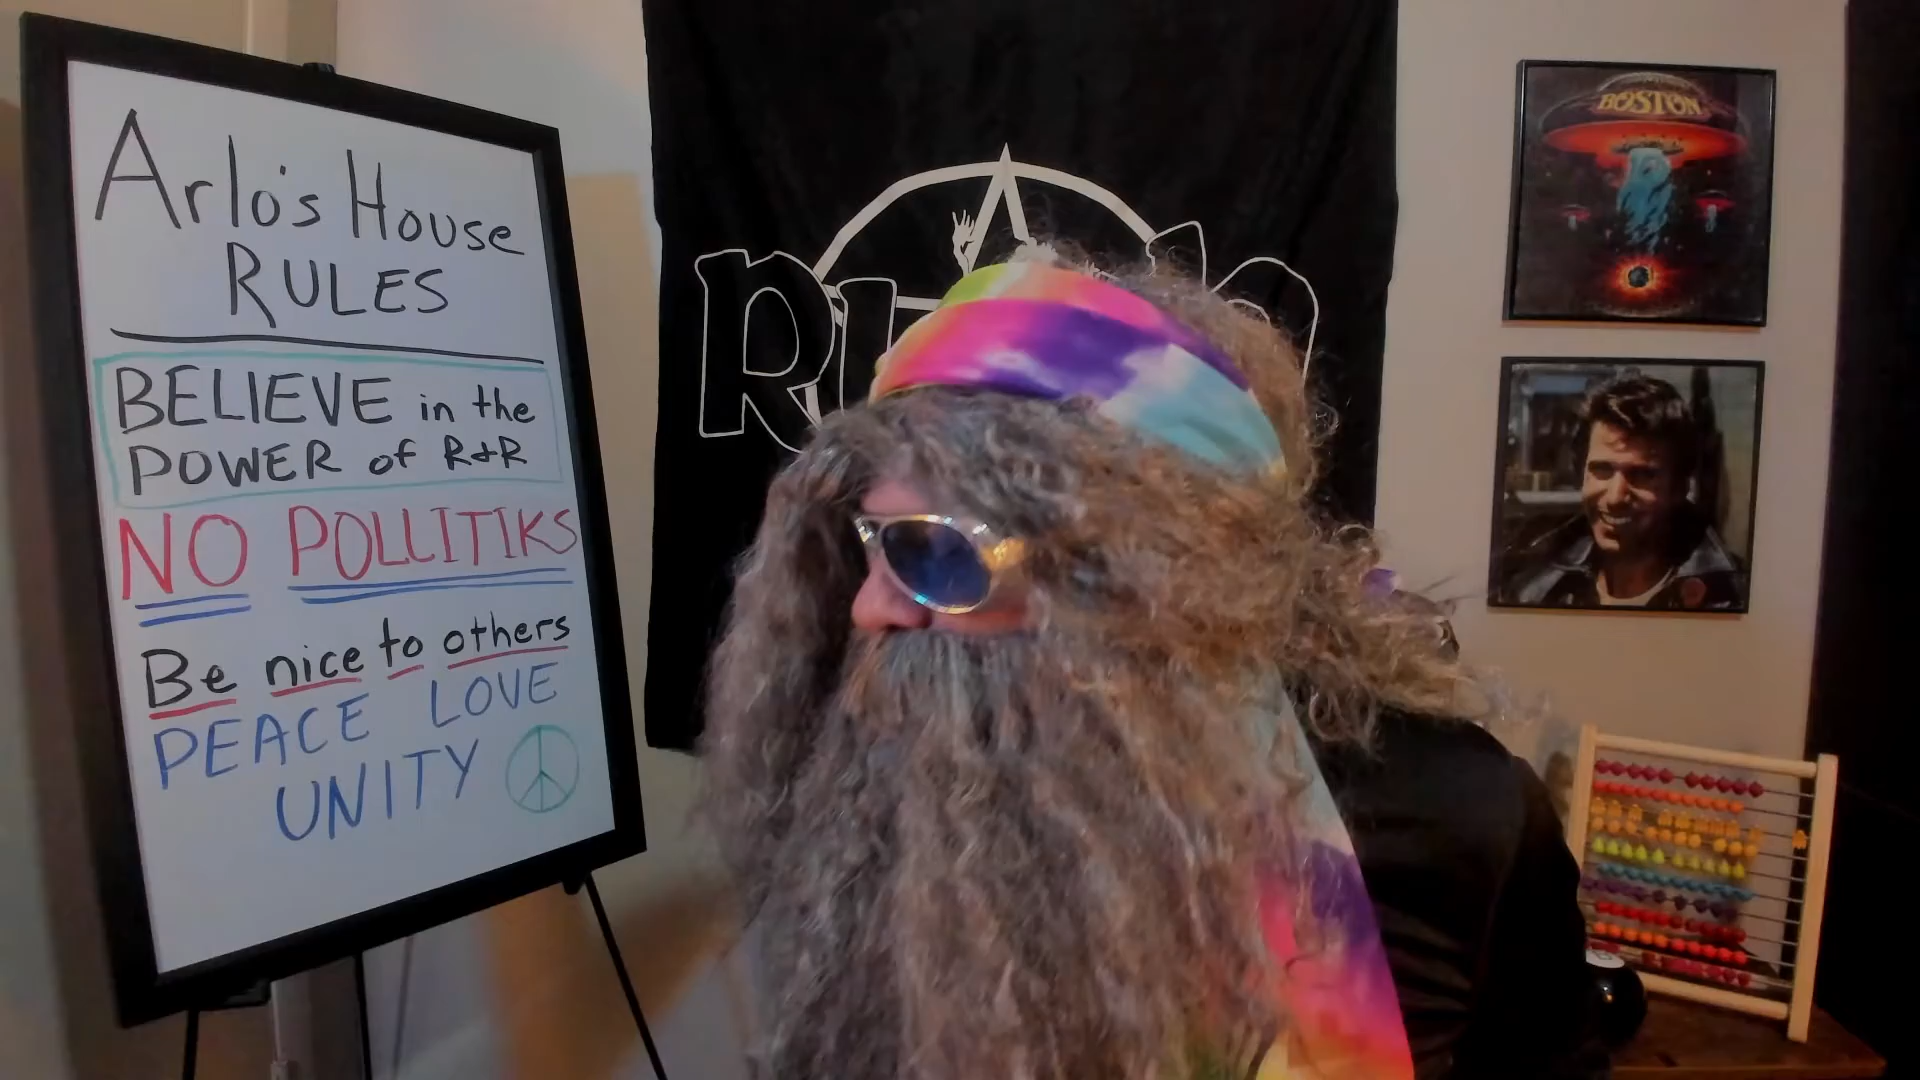 Arlo's House
RULES
BELIEVE in the
POWER of R+R
NO POLLITIKS
Be nice to others
PEACE LOVE
UNITY
BOSTON